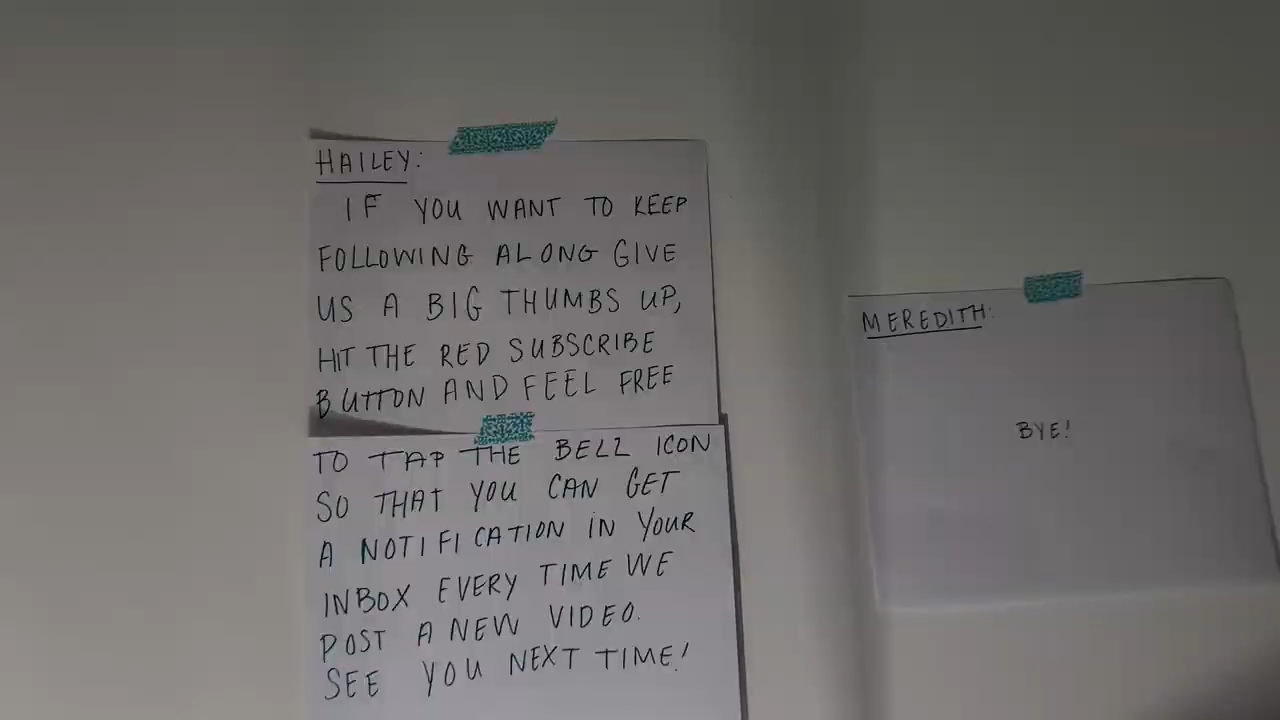 HAILEY:
IF YOU WANT TO KEEP
FOLLOWING ALONG GIVE
US A BIG THUMBS UP,
HIT THE RED SUBSCRIBE
BUTTON AND FEEL FREE
TO TAP THE BELL ICON
SO THAT YOU CAN GET
A NOTIFICATION IN YOUR
INBOX EVERY TIME WE
POST A NEW VIDEO.
SEE YOU NEXT TIME!
MEREDITH:
BYE!